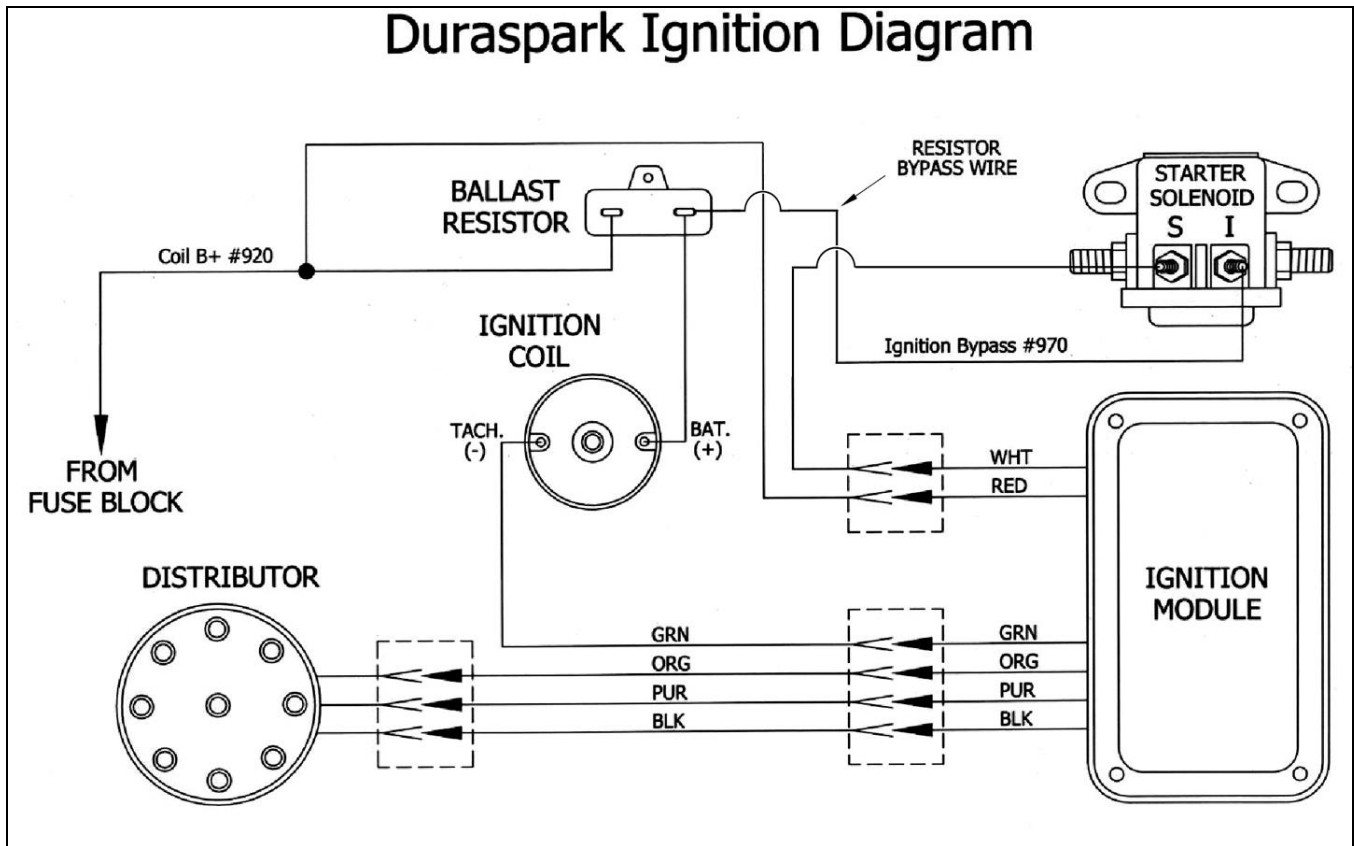 Duraspark Ignition Diagram
RESISTOR
BYPASS WIRE
STARTER
SOLENOID
S I
BALLAST
RESISTOR
Coil B+ #920
IGNITION
COIL
Ignition Bypass #970
TACH.
(-)
BAT.
(+)
FROM
FUSE BLOCK
WHT
RED
DISTRIBUTOR
IGNITION
MODULE
GRN
GRN
ORG
ORG
PUR
PUR
BLK
BLK